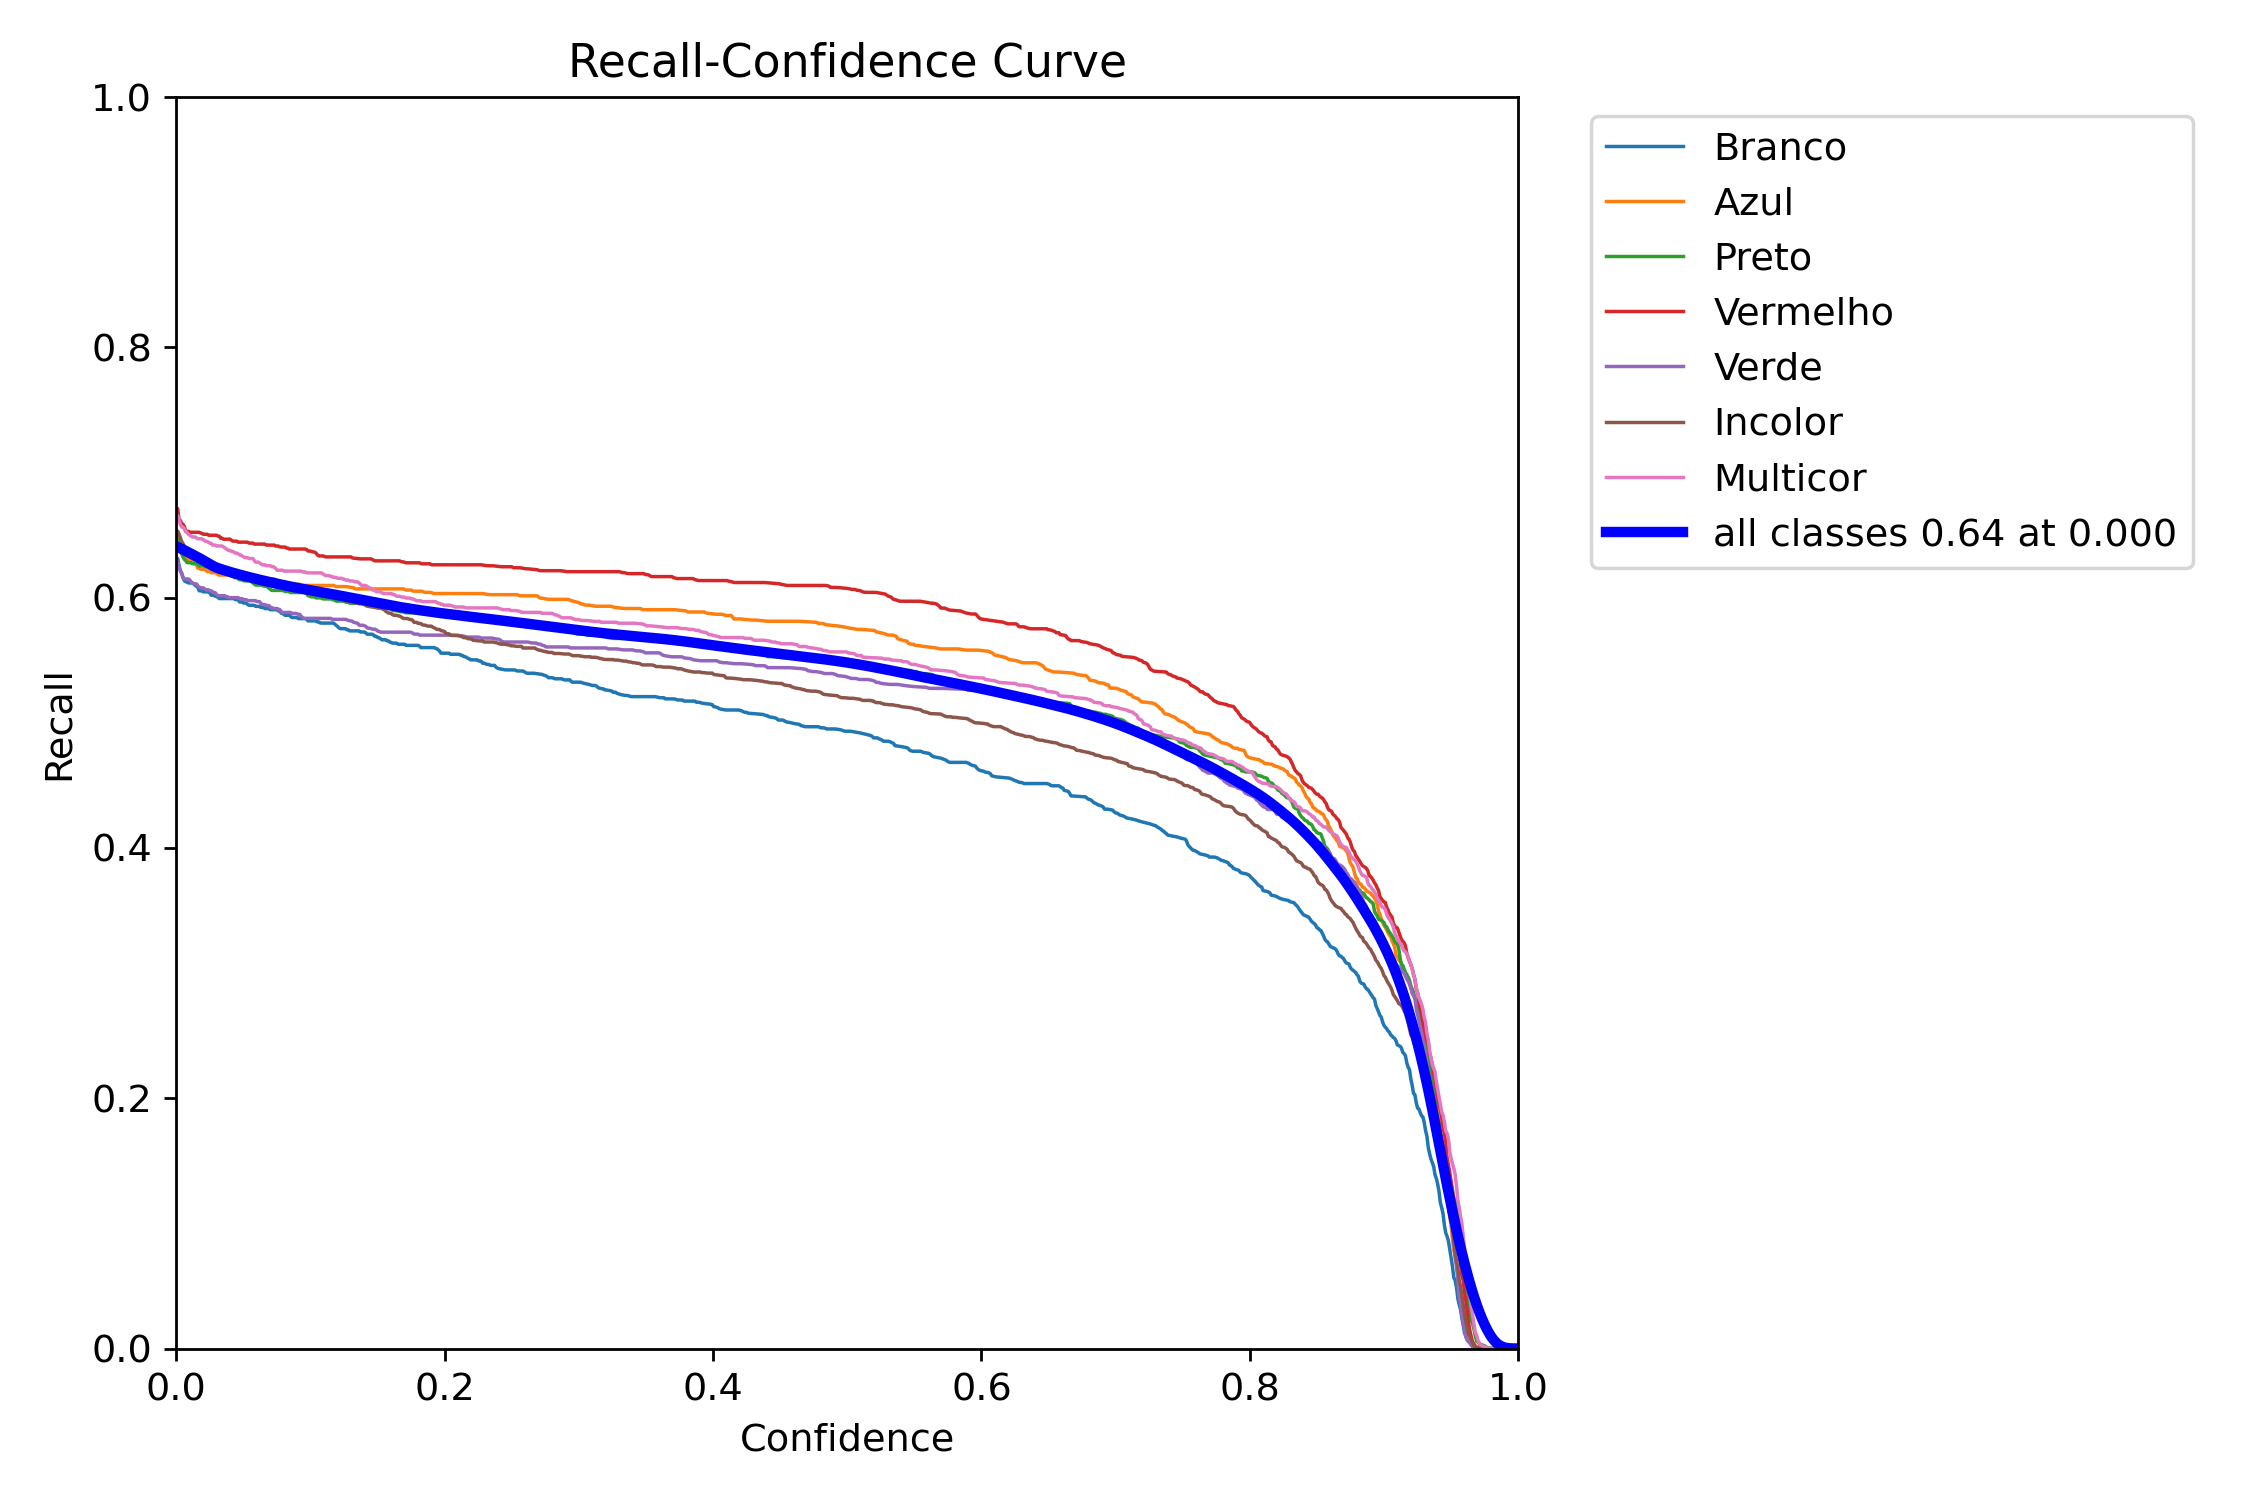 Recall-Confidence Curve
1.0
0.8
0.6
0.4
0.2
0.0
Recall
0.0 0.2 0.4 0.6 0.8 1.0
Confidence
Branco
Azul
Preto
Vermelho
Verde
Incolor
Multicor
all classes 0.64 at 0.000